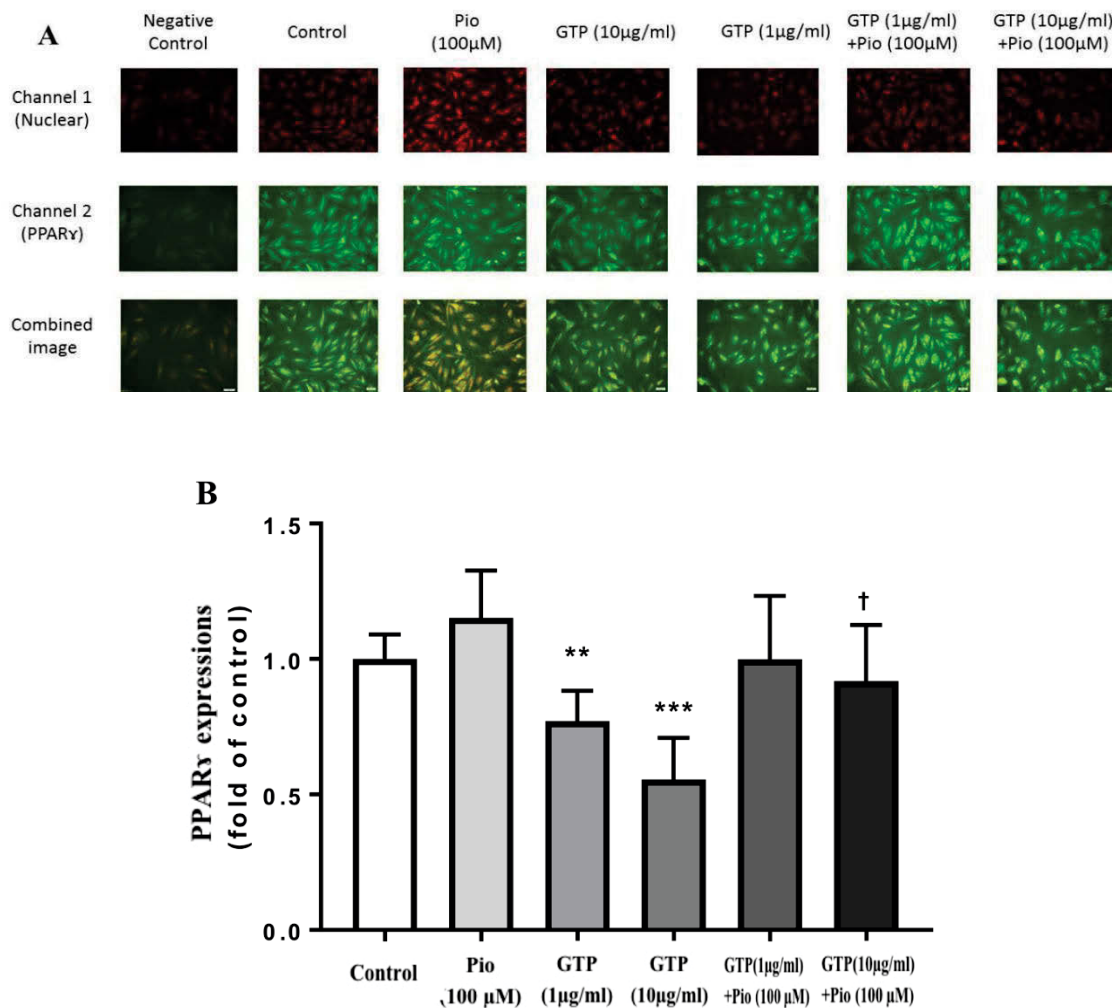 A
Negative
Control
Control
Pio
(100µM)
GTP (10µg/ml)
GTP (1µg/ml)
GTP (1µg/ml)
+Pio (100µM)
GTP (10µg/ml)
+Pio (100µM)
Channel 1
(Nuclear)
Channel 2
(PPARɤ)
Combined
image
B
PPARɤ expressions
(fold of control)
1.5
1.0
0.5
0.0
**
***
†
Control
Pio
(100 µM)
GTP
(1µg/ml)
GTP
(10µg/ml)
GTP(1µg/ml)
+Pio (100 µM)
GTP(10µg/ml)
+Pio (100 µM)